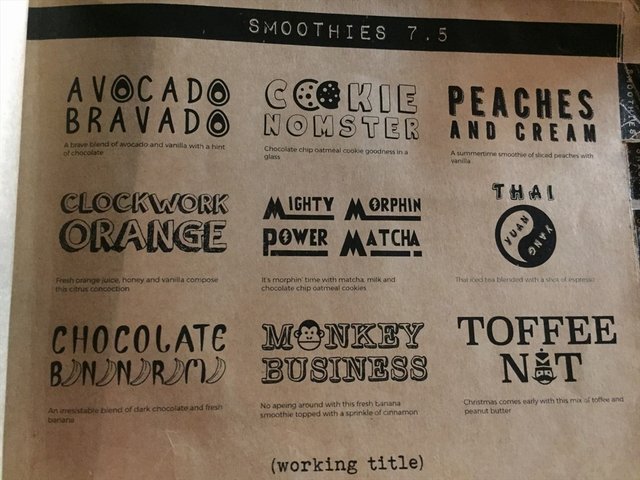 SMOOTHIES 7.5
AVOCADO
BRAVADO
A brave blend of avocado and vanilla with a hint
of chocolate
COOKIE
NOMSTER
Chocolate chip oatmeal cookie goodness in a
glass
PEACHES
AND CREAM
A summertime smoothie of sliced peaches with
vanilla
CLOCKWORK
ORANGE
Fresh orange juice, honey and vanilla compose
this citrus concoction
MIGHTY MORPHIN
POWER MATCHA
It's morphin' time with matcha, milk and
chocolate chip oatmeal cookies
THAI
YUAN
YANG
Thai iced tea blended with a shot of espresso
CHOCOLATE
BANANARAMA
An irresistable blend of dark chocolate and fresh
banana
MONKEY
BUSINESS
No apeing around with this fresh banana
smoothie topped with a sprinkle of cinnamon
TOFFEE
NUT
Christmas comes early with this mix of toffee and
peanut butter
(working title)